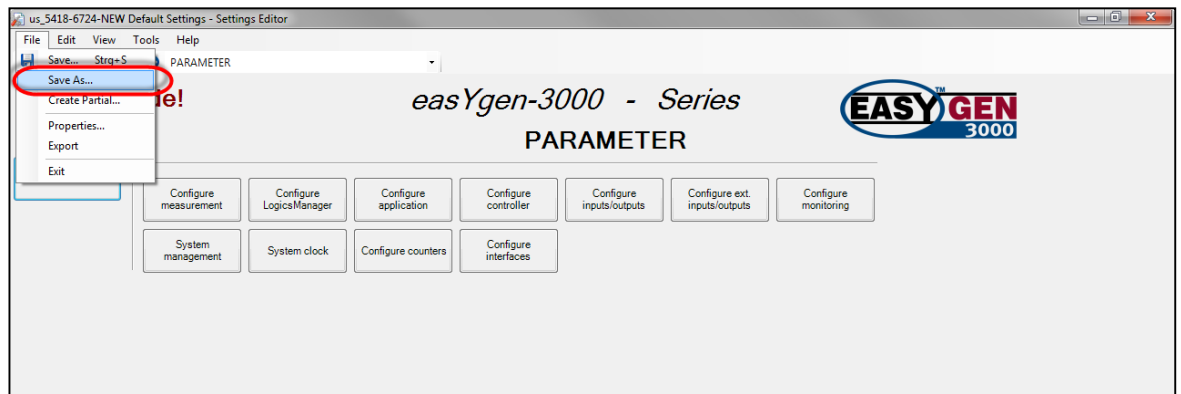 us_5418-6724-NEW Default Settings - Settings Editor
File Edit View Tools Help
Save... Strg+S
PARAMETER
Save As...
Create Partial...
Properties...
Export
Exit
de!
easYgen-3000 - Series
PARAMETER
EASYGEN™
3000
Configure measurement
Configure LogicsManager
Configure application
Configure controller
Configure inputs/outputs
Configure ext. inputs/outputs
Configure monitoring
System management
System clock
Configure counters
Configure interfaces